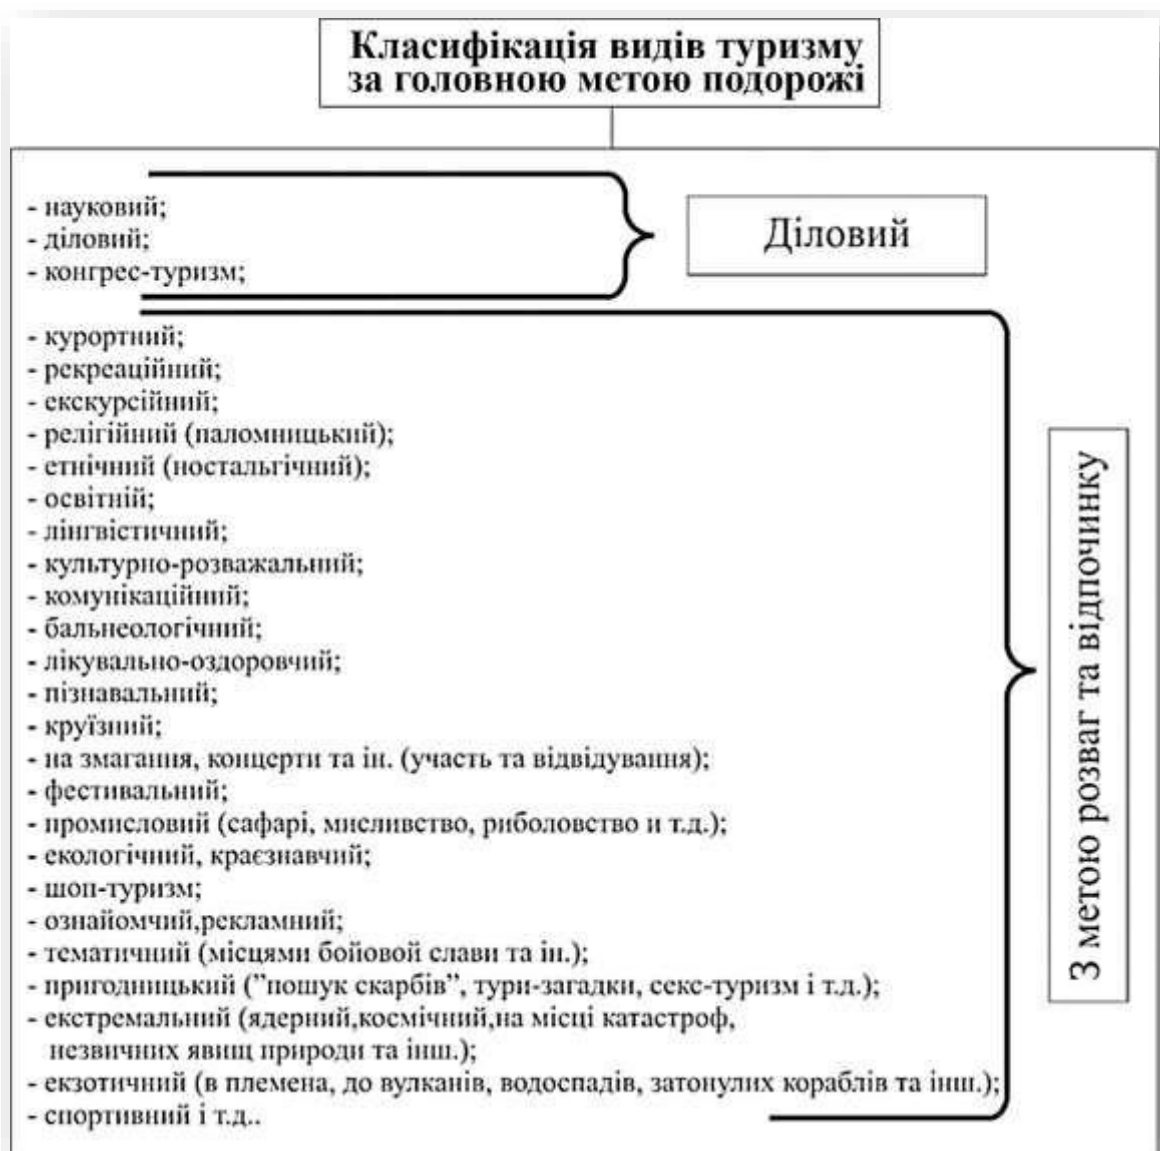 Класифікація видів туризму
за головною метою подорожі
- науковий;
- діловий;
- конгрес-туризм;
Діловий
- курортний;
- рекреаційний;
- екскурсійний;
- релігійний (паломницький);
- етнічний (ностальгічний);
- освітній;
- лінгвістичний;
- культурно-розважальний;
- комунікаційний;
- бальнеологічний;
- лікувально-оздоровчий;
- пізнавальний;
- круїзний;
- на змагання, концерти та ін. (участь та відвідування);
- фестивальний;
- промисловий (сафарі, мисливство, риболовство и т.д.);
- екологічний, краєзнавчий;
- шоп-туризм;
- ознайомчий,рекламний;
- тематичний (місцями бойової слави та ін.);
- пригодницький (”пошук скарбів”, тури-загадки, секс-туризм і т.д.);
- екстремальний (ядерний,космічний,на місці катастроф,
незвичних явищ природи та інш.);
- екзотичний (в племена, до вулканів, водоспадів, затонулих кораблів та інш.);
- спортивний і т.д..
З метою розваг та відпочинку